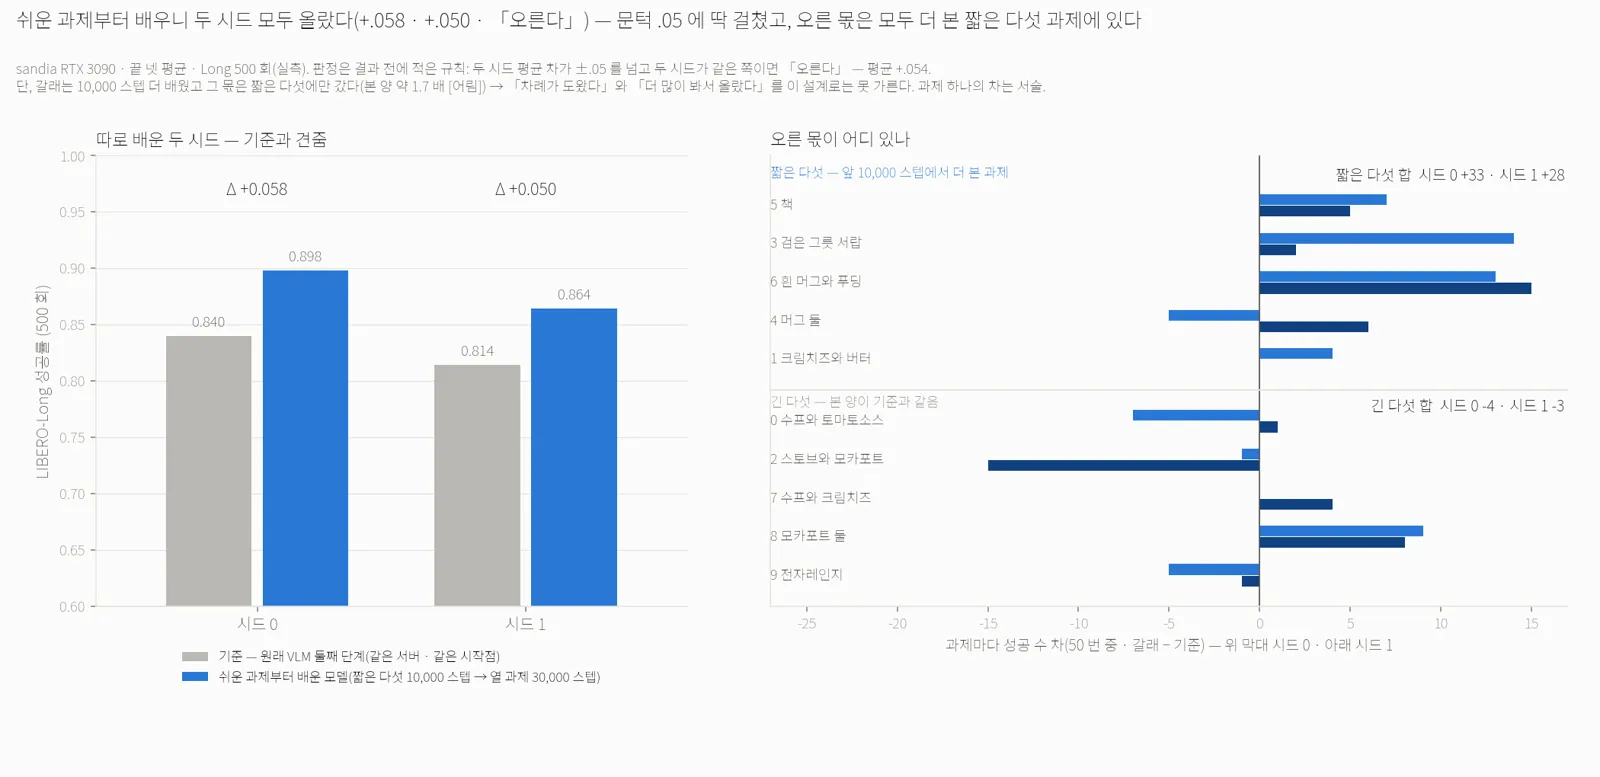 쉬운 과제부터 배우니 두 시드 모두 올랐다(+.058 · +.050 · 「오른다」) — 문턱 .05 에 딱 걸쳤고, 오른 몫은 모두 더 본 짧은 다섯 과제에 있다
sandia RTX 3090 · 끝 넷 평균 · Long 500 회(실측). 판정은 결과 전에 적은 규칙: 두 시드 평균 차가 ±.05 를 넘고 두 시드가 같은 쪽이면 「오른다」 — 평균 +.054.
단, 갈래는 10,000 스텝 더 배웠고 그 몫은 짧은 다섯에만 갔다(본 양 약 1.7 배 [어림]) → 「차례가 도왔다」와 「더 많이 봐서 올랐다」를 이 설계로는 못 가른다. 과제 하나의 차는 서술.
따로 배운 두 시드 — 기준과 견줌
1.00
0.95
0.90
0.85
0.80
0.75
0.70
0.65
0.60
LIBERO-Long 성공률 (500 회)
Δ +0.058
Δ +0.050
0.840
0.898
0.814
0.864
시드 0
시드 1
기준 — 원래 VLM 둘째 단계(같은 서버 · 같은 시작점)
쉬운 과제부터 배운 모델(짧은 다섯 10,000 스텝 → 열 과제 30,000 스텝)
오른 몫이 어디 있나
짧은 다섯 — 앞 10,000 스텝에서 더 본 과제
짧은 다섯 합 시드 0 +33 · 시드 1 +28
5 책
3 검은 그릇 서랍
6 흰 머그와 푸딩
4 머그 둘
1 크림치즈와 버터
긴 다섯 — 본 양이 기준과 같음
긴 다섯 합 시드 0 -4 · 시드 1 -3
0 수프와 토마토소스
2 스토브와 모카포트
7 수프와 크림치즈
8 모카포트 둘
9 전자레인지
-25
-20
-15
-10
-5
0
5
10
15
과제마다 성공 수 차(50 번 중 · 갈래 − 기준) — 위 막대 시드 0 · 아래 시드 1